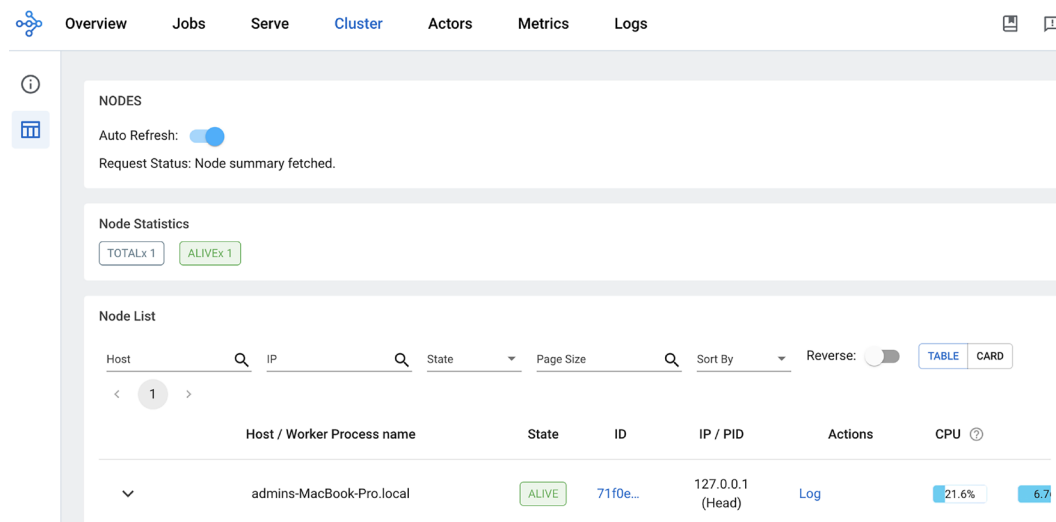 Overview Jobs Serve Cluster Actors Metrics Logs
NODES
Auto Refresh:
Request Status: Node summary fetched.
Node Statistics
TOTALx 1 ALIVEx 1
Node List
Host IP State Page Size Sort By Reverse: TABLE CARD
1
Host / Worker Process name State ID IP / PID Actions CPU
admins-MacBook-Pro.local ALIVE 71f0e... 127.0.0.1 (Head) Log 21.6%